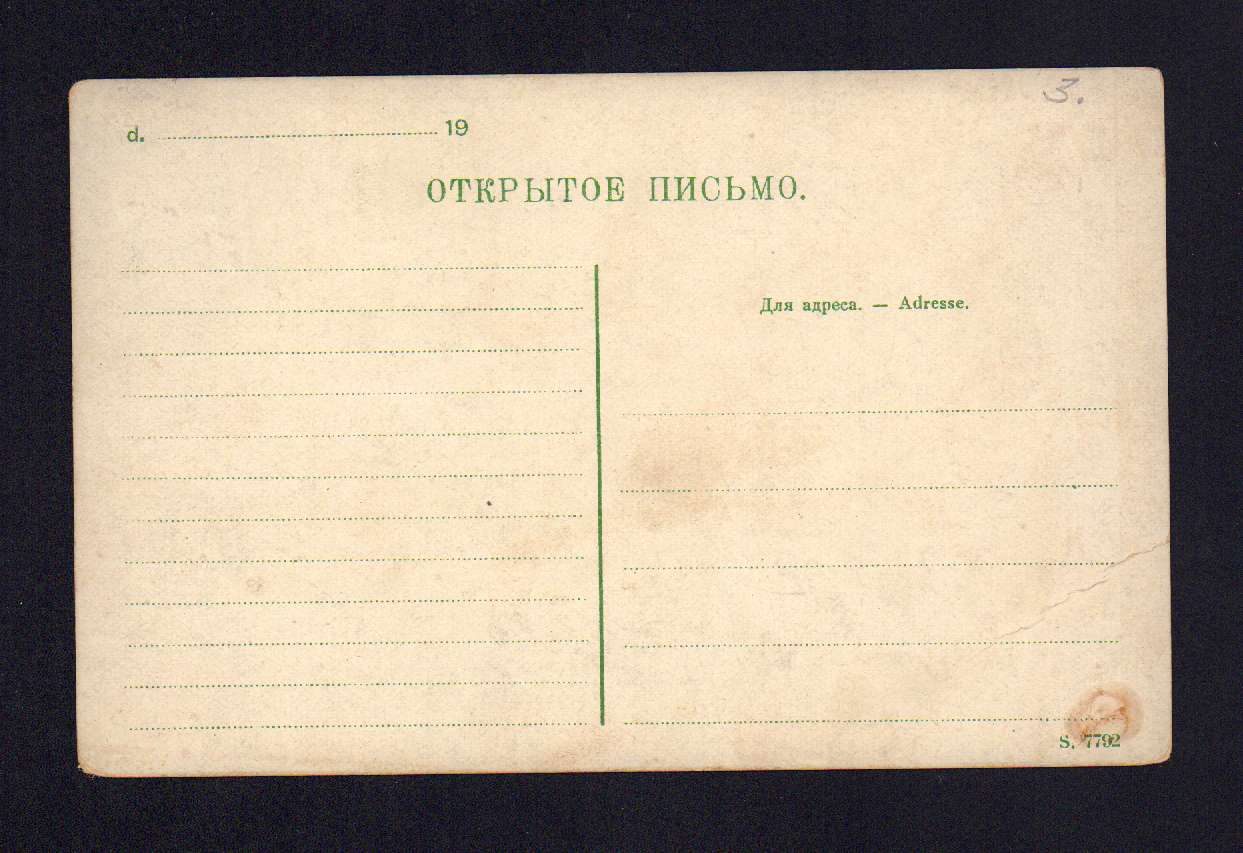 3.
d. 19
ОТКРЫТОЕ ПИСЬМО.
Для адреса. — Adresse.
S. 7792